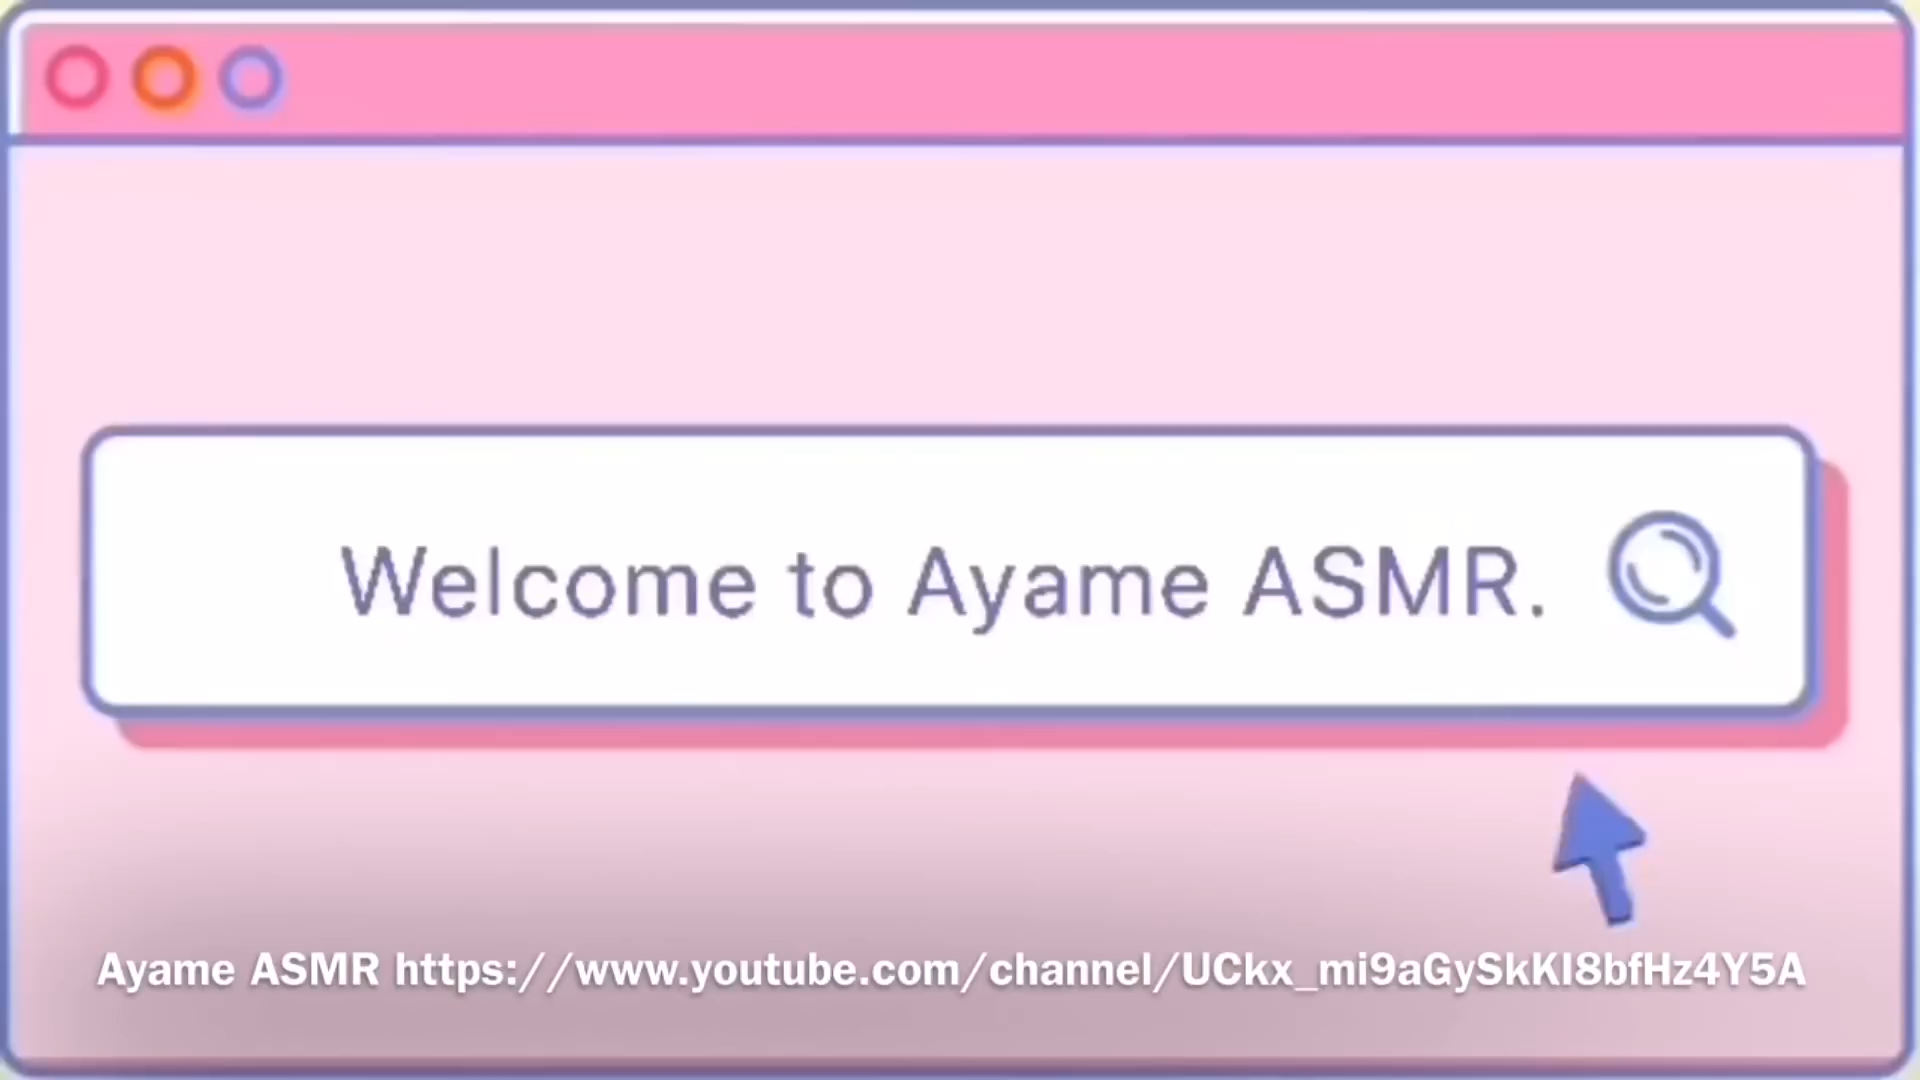 Welcome to Ayame ASMR.
Ayame ASMR https://www.youtube.com/channel/UCkx_mi9aGySkKI8bfHz4Y5A